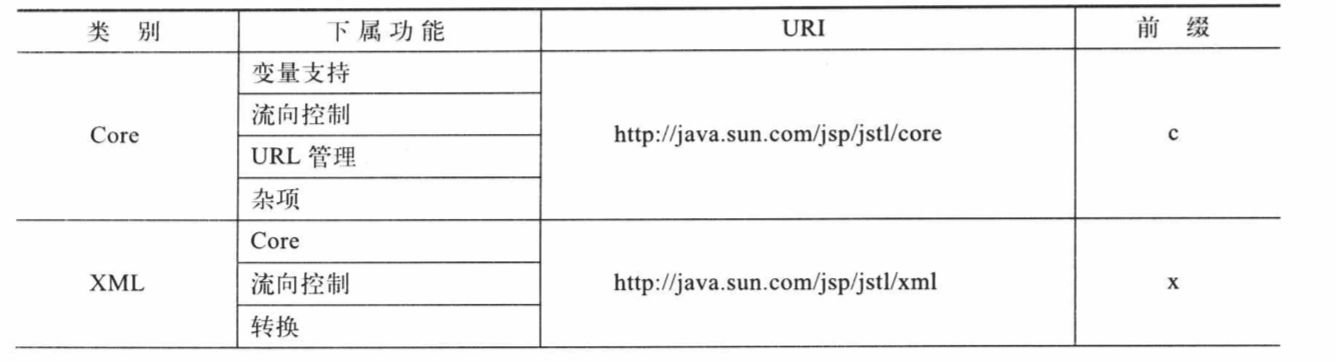 类 别 下属功能 URI 前 缀
变量支持
流向控制
Core http://java.sun.com/jsp/jstl/core c
URL 管理
杂项
Core
XML 流向控制 http://java.sun.com/jsp/jstl/xml x
转换